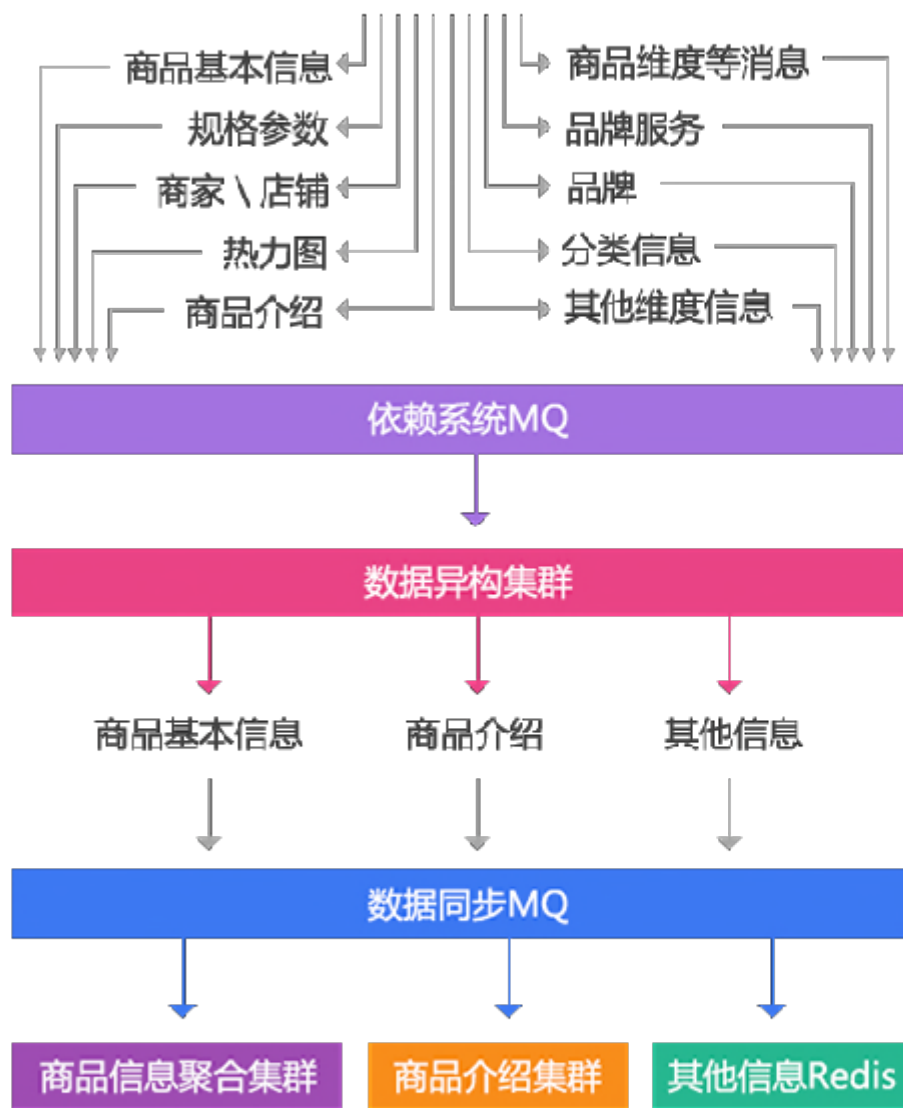 商品基本信息
商品维度等消息
规格参数
品牌服务
商家\店铺
品牌
热力图
分类信息
商品介绍
其他维度信息
依赖系统MQ
数据异构集群
商品基本信息
商品介绍
其他信息
数据同步MQ
商品信息聚合集群
商品介绍集群
其他信息Redis